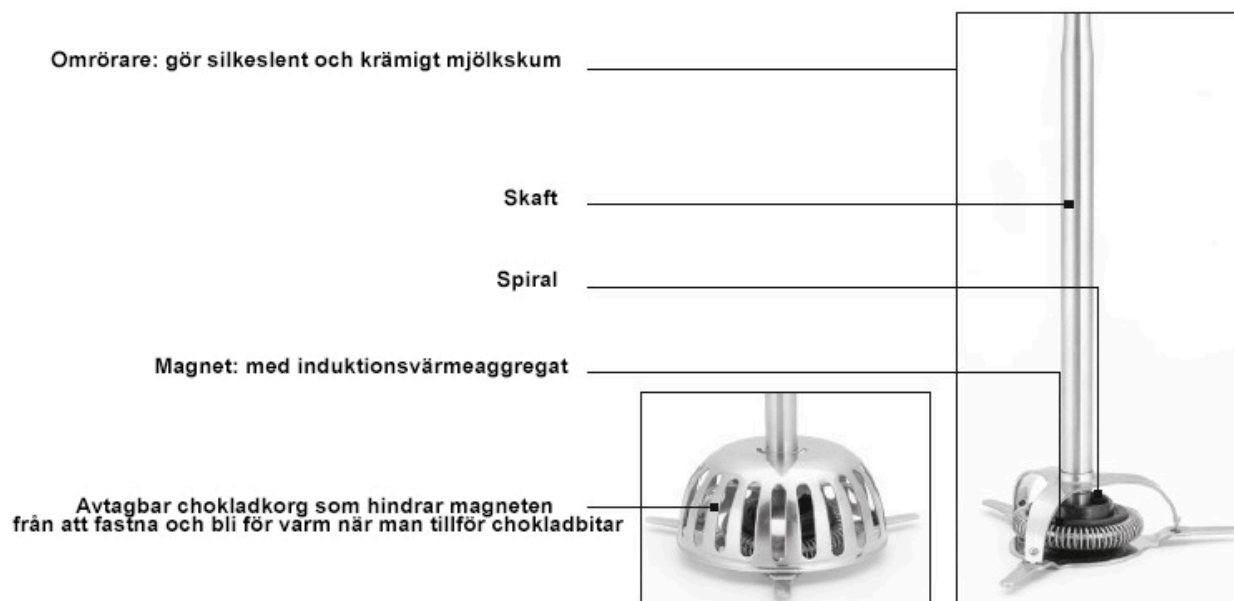 Omrörare: gör silkeslent och krämigt mjölkskum
Skaft
Spiral
Magnet: med induktionsvärmeaggregat
Avtagbar chokladkorg som hindrar magneten
från att fastna och bli för varm när man tillför chokladbitar